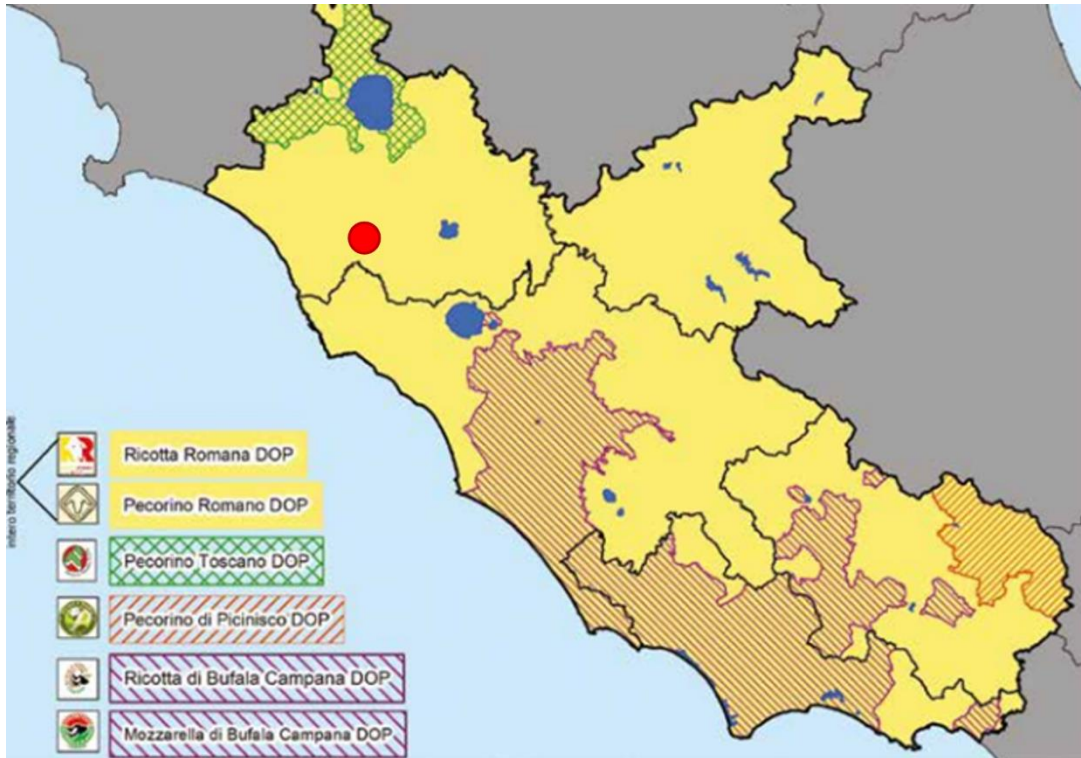 intero territorio regionale
Ricotta Romana DOP
Pecorino Romano DOP
Pecorino Toscano DOP
Pecorino di Picinisco DOP
Ricotta di Bufala Campana DOP
Mozzarella di Bufala Campana DOP